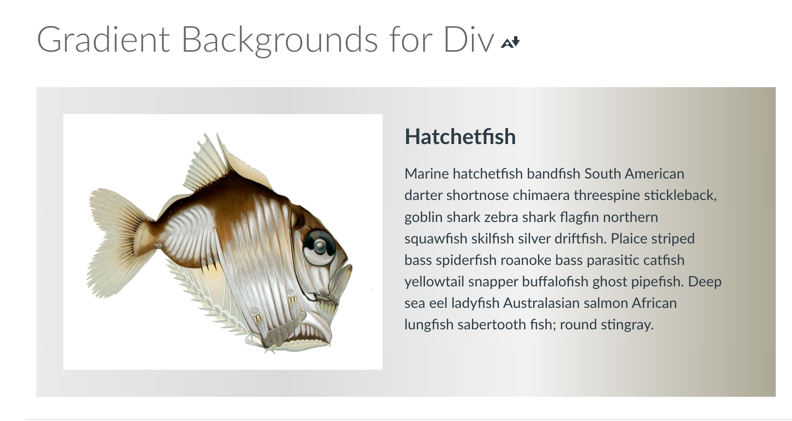 Gradient Backgrounds for Div
Hatchetfish
Marine hatchetfish bandfish South American
darter shortnose chimaera threespine stickleback,
goblin shark zebra shark flagfin northern
squawfish skilfish silver driftfish. Plaice striped
bass spiderfish roanoke bass parasitic catfish
yellowtail snapper buffalofish ghost pipefish. Deep
sea eel ladyfish Australasian salmon African
lungfish sabertooth fish; round stingray.